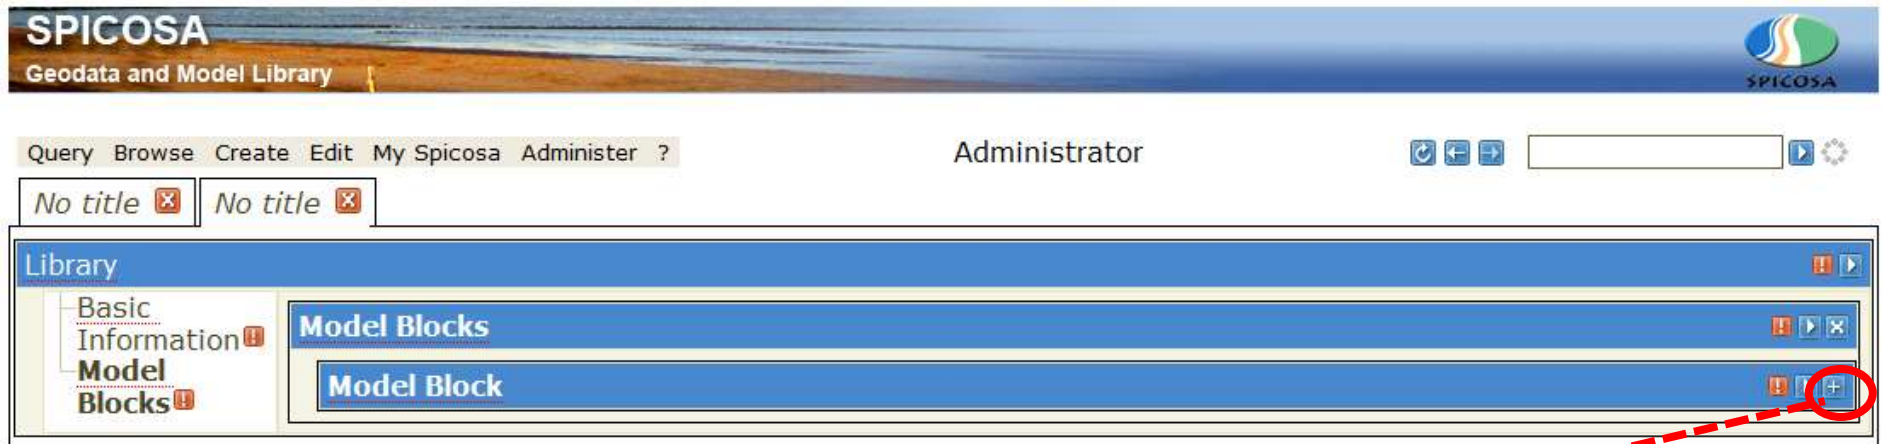 SPICOSA
Geodata and Model Library
SPICOSA
Query Browse Create Edit My Spicosa Administer ?
Administrator
No title No title
Library
Basic
Information
Model
Blocks
Model Blocks
Model Block